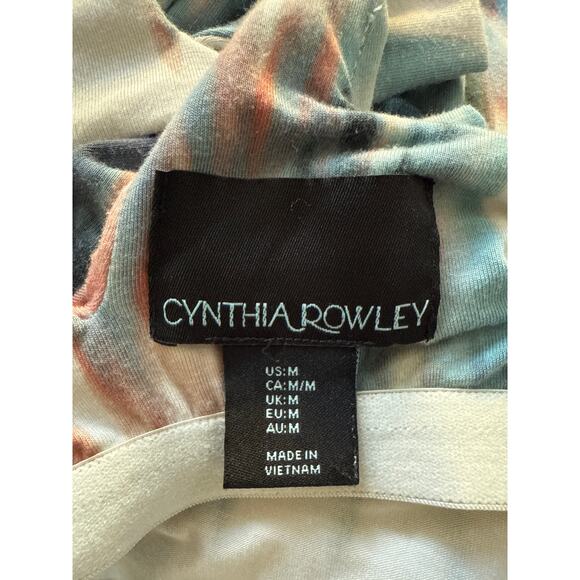 CYNTHIA ROWLEY
US:M
CA:M/M
UK:M
EU:M
AU:M
MADE IN
VIETNAM